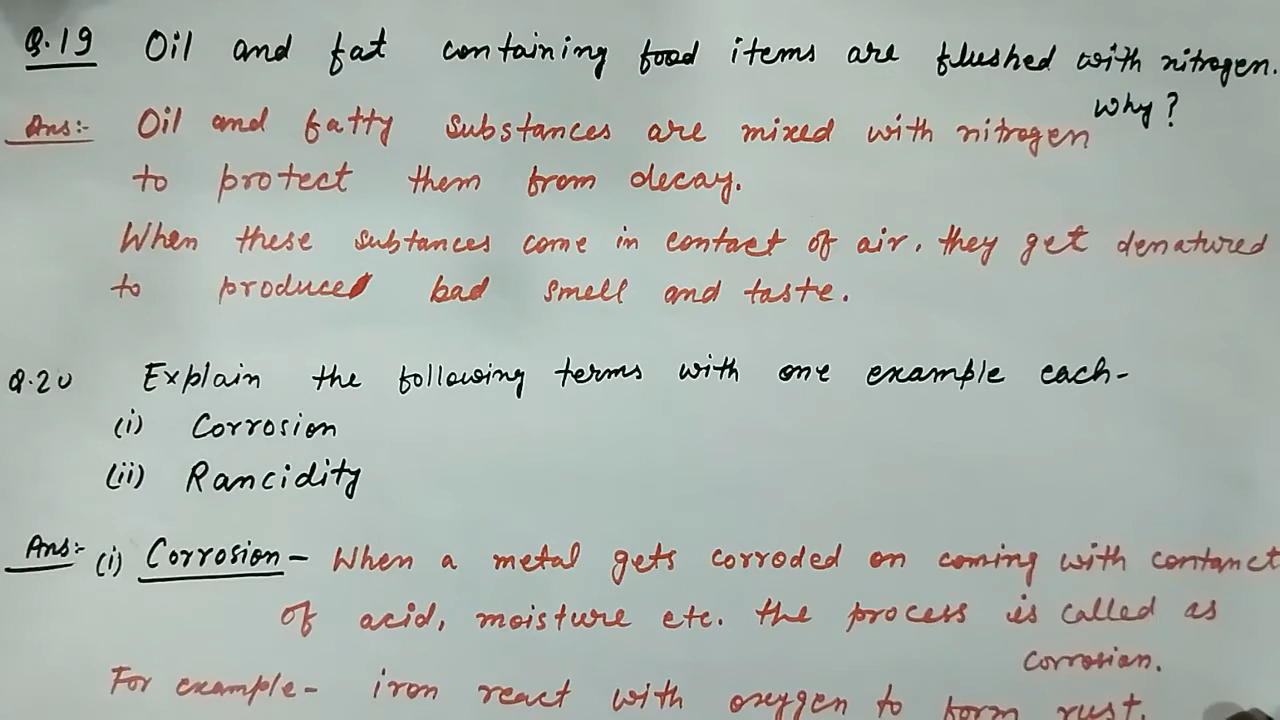 Q.19 Oil and fat containing food items are flushed with nitrogen.
Why?
Ans:- Oil and fatty substances are mixed with nitrogen
to protect them from decay.
When these substances come in contact of air, they get denatured
to produce bad smell and taste.
Q.20 Explain the following terms with one example each-
(i) Corrosion
(ii) Rancidity
Ans:- (i) Corrosion - When a metal gets corroded on coming with contanct
of acid, moisture etc. the process is called as
corrosion.
For example - iron react with oxygen to form rust.